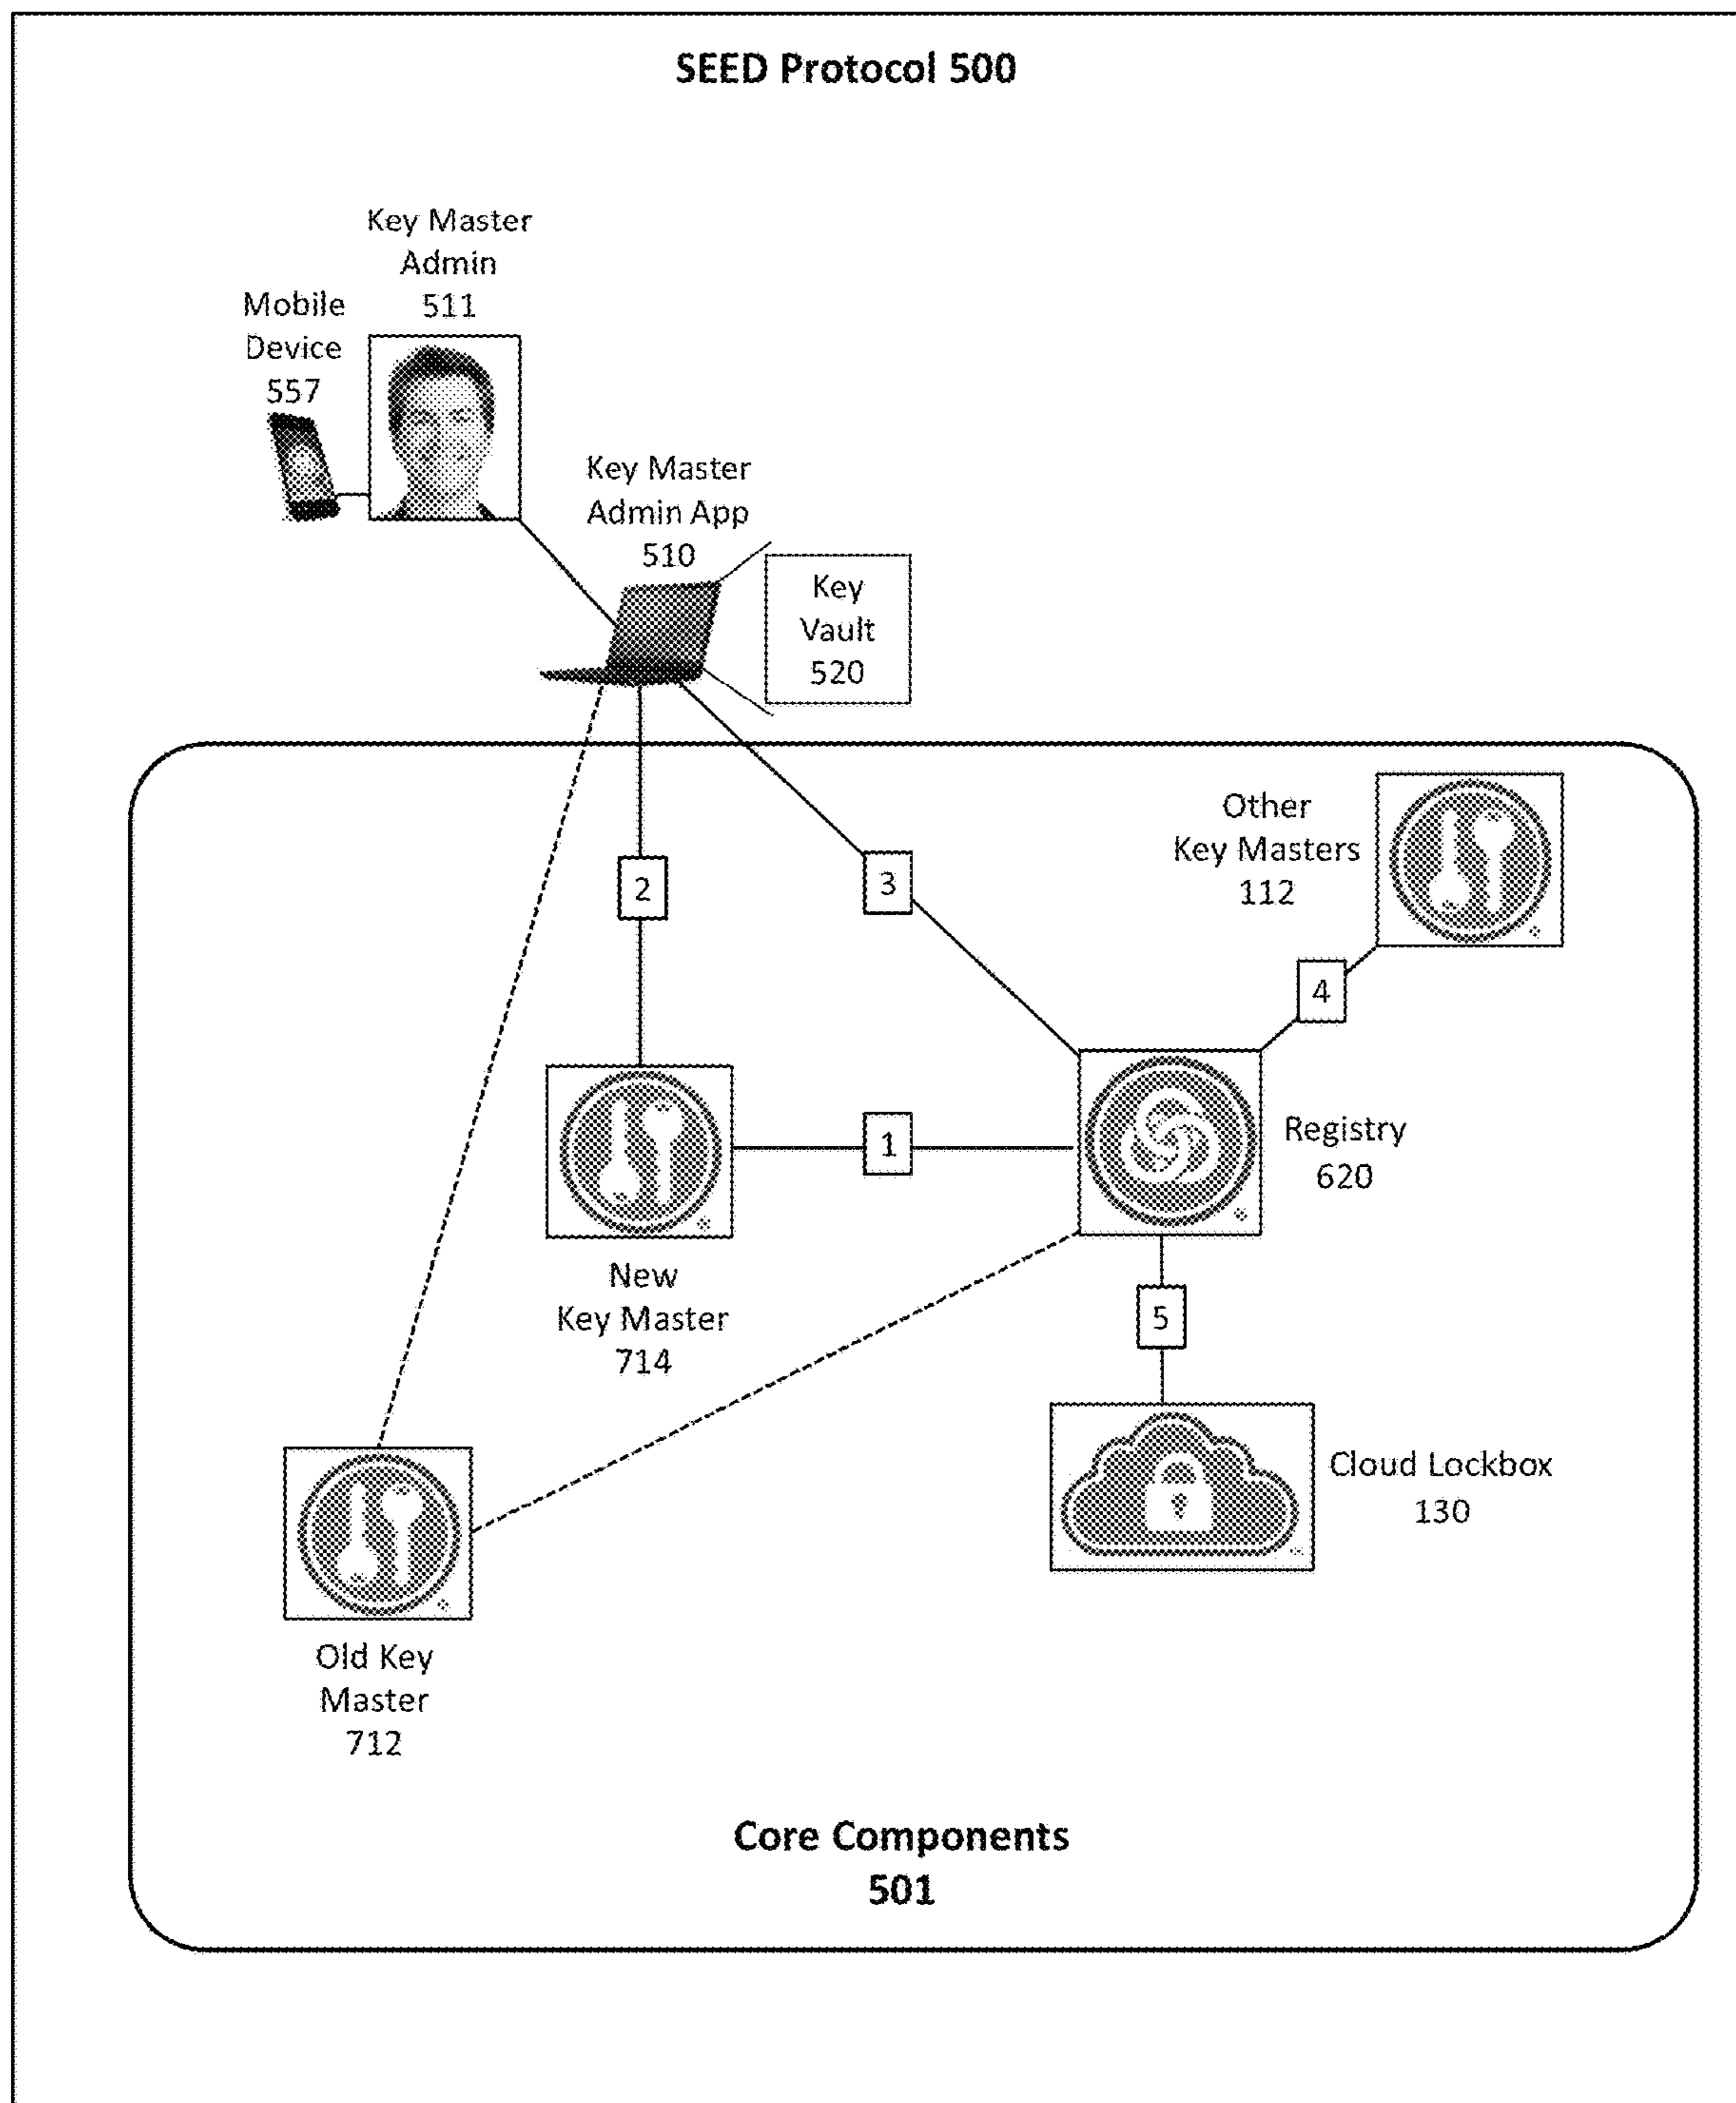 SEED Protocol 500
Key Master
Admin
511
Mobile
Device
557
Key Master
Admin App
510
Key
Vault
520
Other
Key Masters
112
2
3
4
1
Registry
620
New
Key Master
714
5
Cloud Lockbox
130
Old Key
Master
712
Core Components
501